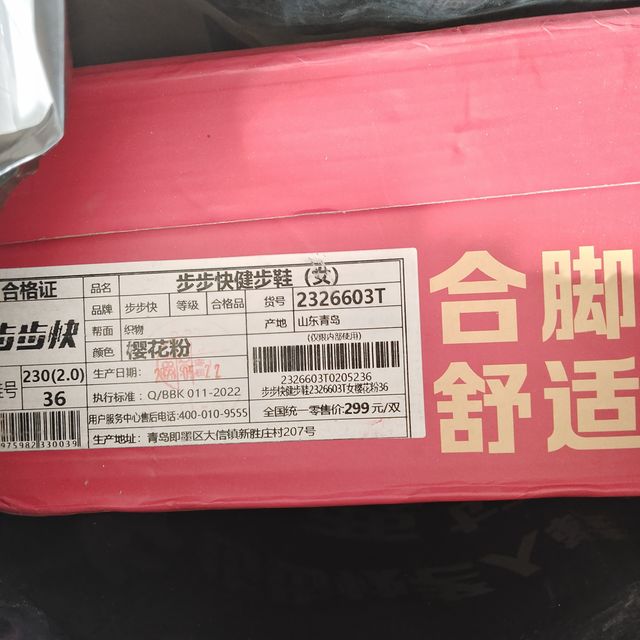 合格证
品名 步步快健步鞋(女)
品牌 步步快 等级 合格品 货号 2326603T
帮面 织物 产地 山东青岛
步步快
颜色 樱花粉
(仅限内部使用)
230(2.0)
36
生产日期:
2326603T0205236
步步快健步鞋2326603T女樱花粉36
执行标准: Q/BBK 011-2022
用户服务中心售后电话:400-010-9555
全国统一零售价:299元/双
975982330039
生产地址: 青岛即墨区大信镇新胜庄村207号
合脚
舒适